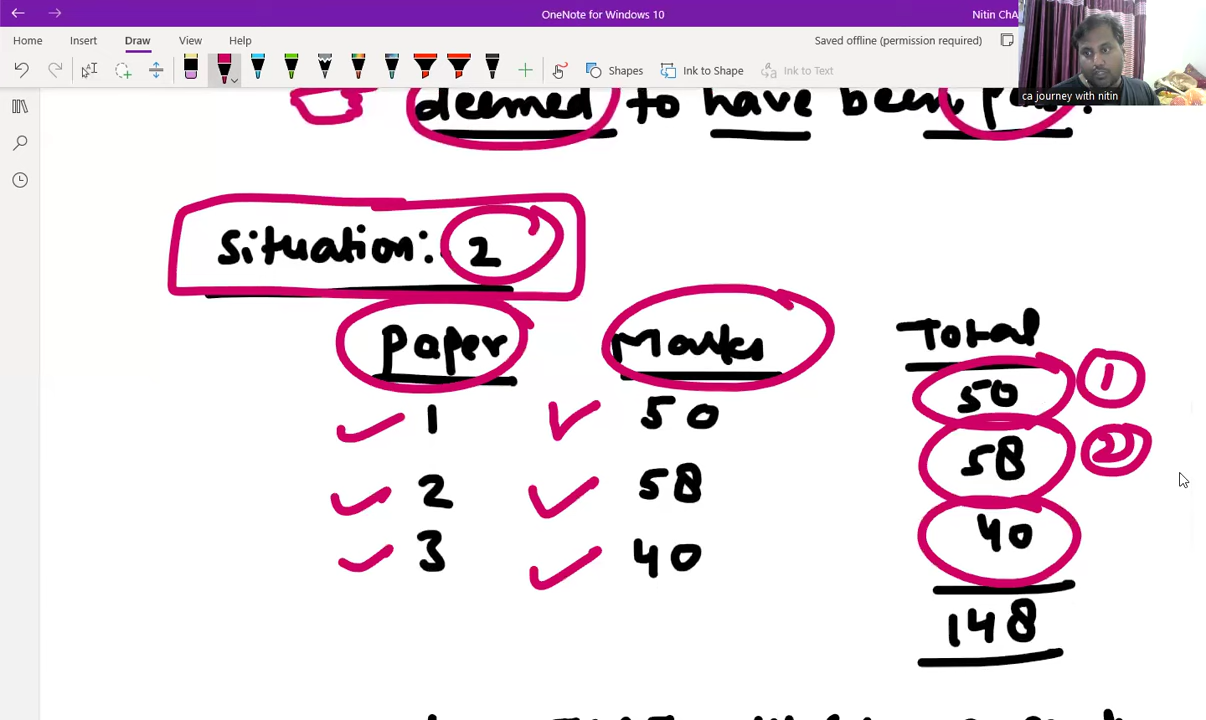 OneNote for Windows 10
Nitin ChA
Home Insert Draw View Help
Saved offline (permission required)
Shapes Ink to Shape Ink to Text
ca journey with nitin
deemed to have been
Situation: 2
Paper Marks Total
1 50 50 1
2 58 58 2
3 40 40
148